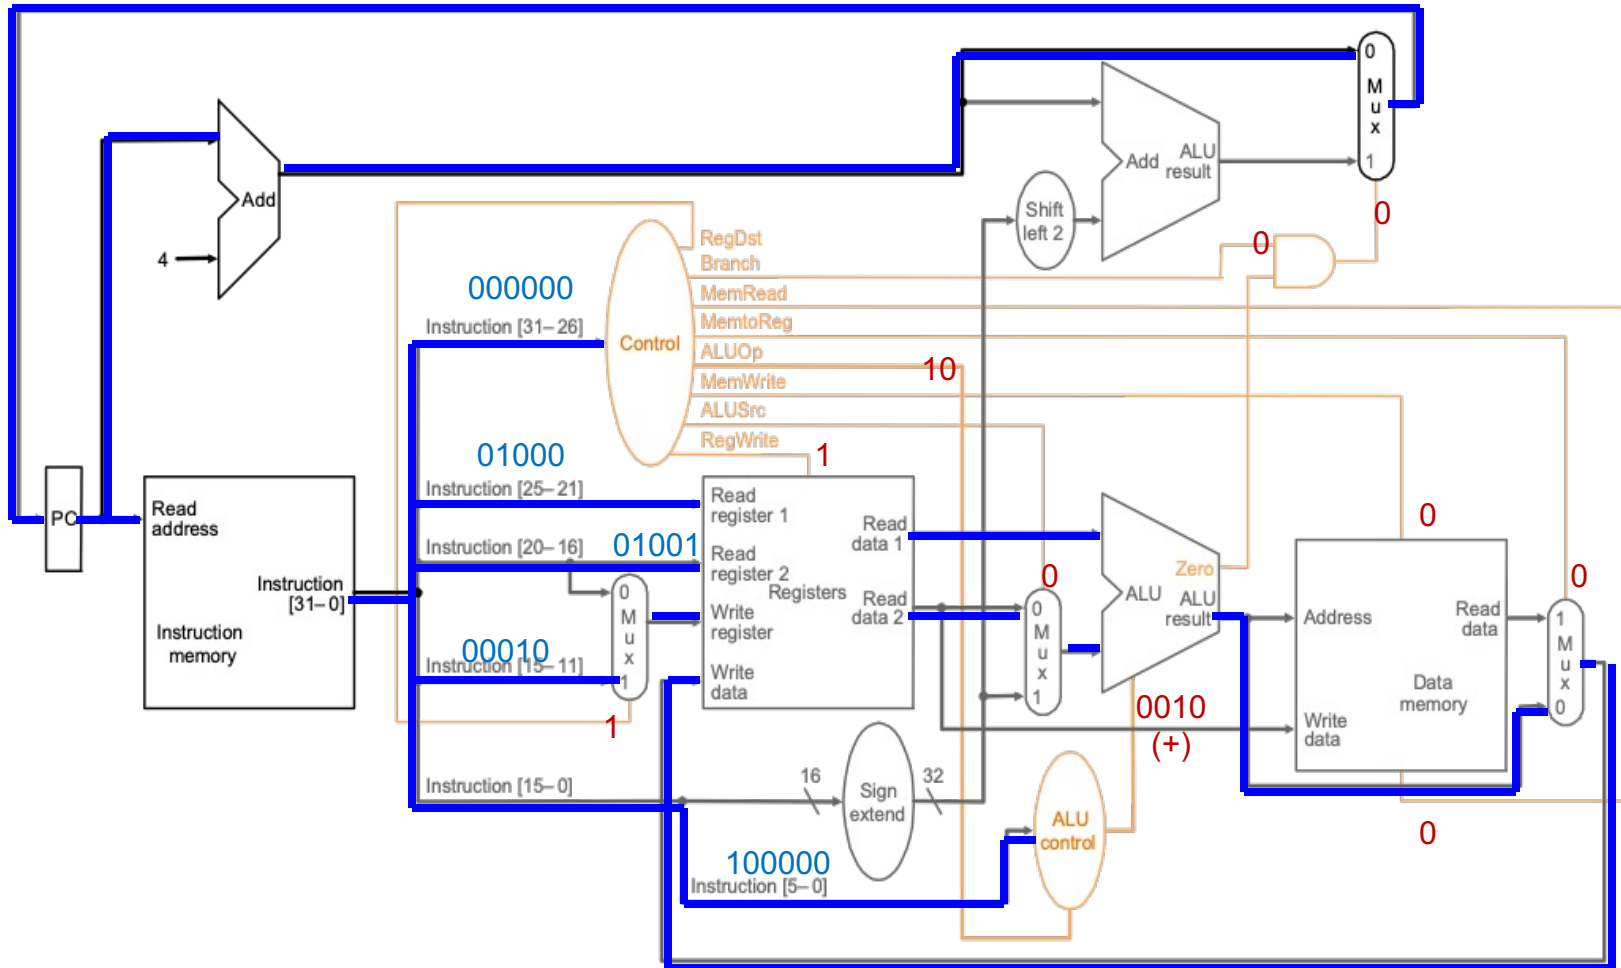 0
M
u
x
1
Add
ALU
result
Add
4
Shift
left 2
0
0
RegDst
Branch
MemRead
MemtoReg
ALUOp
MemWrite
ALUSrc
RegWrite
10
1
000000
Instruction [31–26]
Control
01000
Instruction [25–21]
Instruction [20–16]
01001
00010
Instruction [15–11]
0
M
u
x
1
1
PC
Read
address
Instruction
[31–0]
Instruction
memory
Read
register 1
Read
register 2
Write
register
Write
data
Registers
Read
data 1
Read
data 2
0
0
M
u
x
1
Zero
ALU
ALU
result
0010
(+)
0
Address
Read
data
Data
memory
Write
data
0
0
1
M
u
x
0
Instruction [15–0]
16
Sign
extend
32
ALU
control
100000
Instruction [5–0]